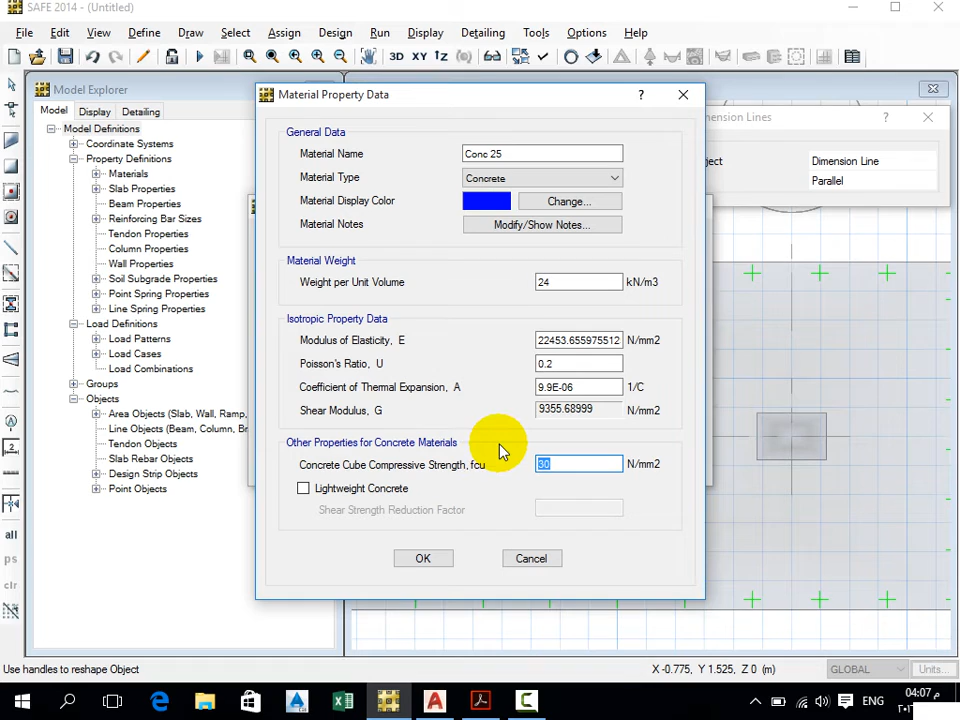 SAFE 2014 - (Untitled)
File Edit View Define Draw Select Assign Design Run Display Detailing Tools Options Help
3D XY
Model Explorer
Model Display Detailing
Model Definitions
Coordinate Systems
Property Definitions
Materials
Slab Properties
Beam Properties
Reinforcing Bar Sizes
Tendon Properties
Column Properties
Wall Properties
Soil Subgrade Properties
Point Spring Properties
Line Spring Properties
Load Definitions
Load Patterns
Load Cases
Load Combinations
Groups
Objects
Area Objects (Slab, Wall, Ramp,
Line Objects (Beam, Column, Br
Tendon Objects
Slab Rebar Objects
Design Strip Objects
Point Objects
all
ps
clr
Material Property Data
General Data
Material Name Conc 25
Material Type Concrete
Material Display Color Change...
Material Notes Modify/Show Notes...
Material Weight
Weight per Unit Volume 24 kN/m3
Isotropic Property Data
Modulus of Elasticity, E 22453.655975512 N/mm2
Poisson's Ratio, U 0.2
Coefficient of Thermal Expansion, A 9.9E-06 1/C
Shear Modulus, G 9355.68999 N/mm2
Other Properties for Concrete Materials
Concrete Cube Compressive Strength, fcu 30 N/mm2
Lightweight Concrete
Shear Strength Reduction Factor
OK Cancel
mension Lines
ject Dimension Line
Parallel
Use handles to reshape Object
X -0.775, Y 1.525, Z 0 (m)
GLOBAL
Units...
ENG
04:07 م